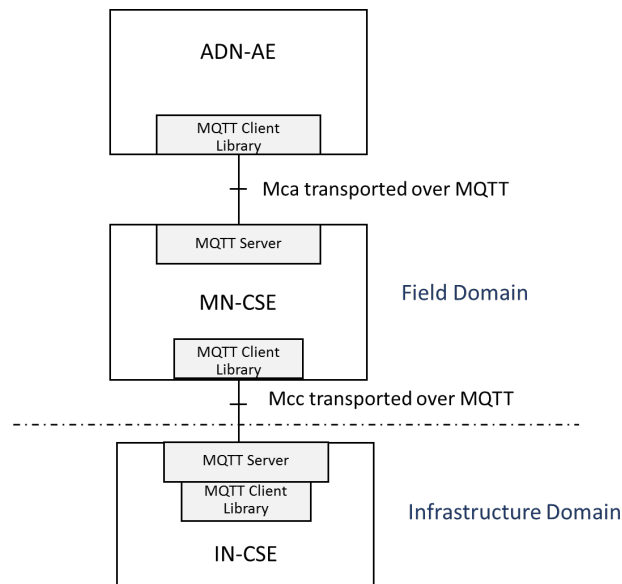 ADN-AE
MQTT Client
Library
Mca transported over MQTT
MQTT Server
Field Domain
MN-CSE
MQTT Client
Library
Mcc transported over MQTT
MQTT Server
MQTT Client
Library
Infrastructure Domain
IN-CSE